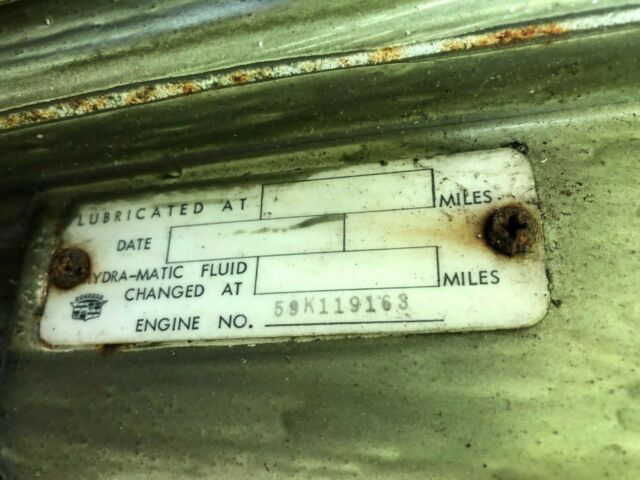 LUBRICATED AT MILES
DATE
YDRA-MATIC FLUID
CHANGED AT MILES
ENGINE NO. 59K119163